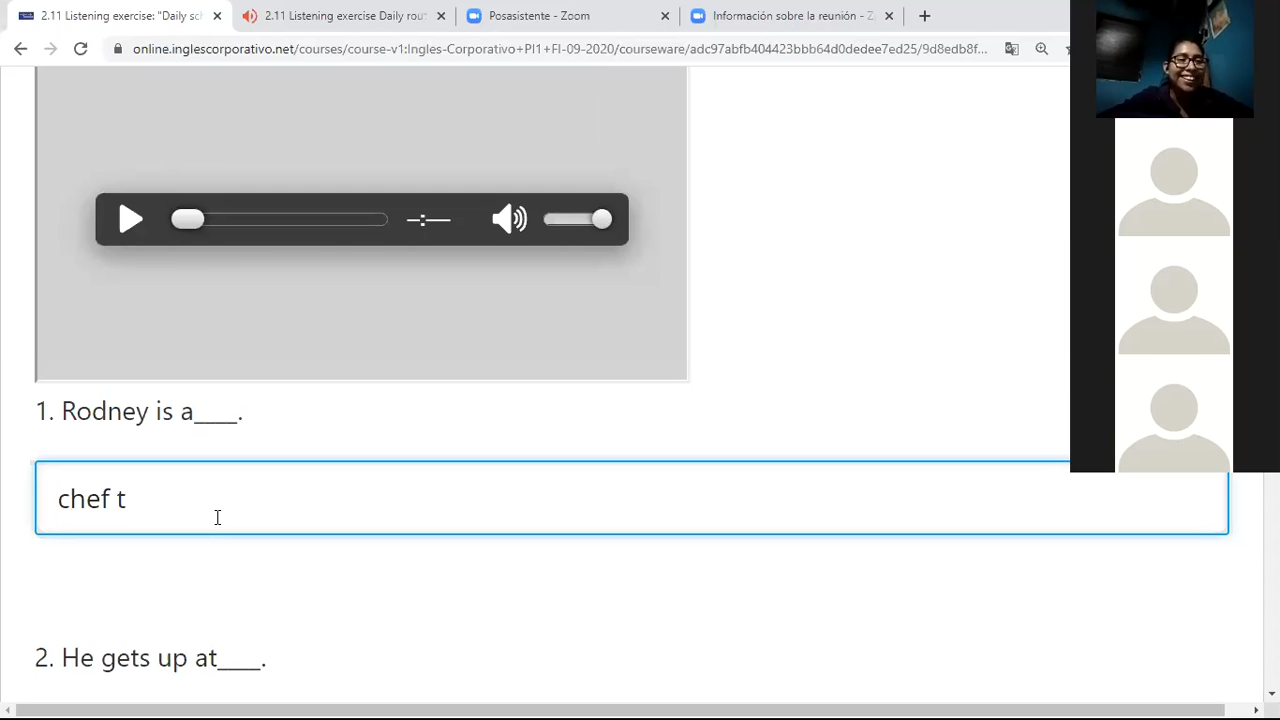 2.11 Listening exercise: "Daily sch
2.11 Listening exercise Daily rou
Posasistente - Zoom
Información sobre la reunión - Z
online.inglescorporativo.net/courses/course-v1:Ingles-Corporativo+PI1+FI-09-2020/courseware/adc97abfb404423bbb64d0dedee7ed25/9d8edb8f...
1. Rodney is a____.
chef t
2. He gets up at____.